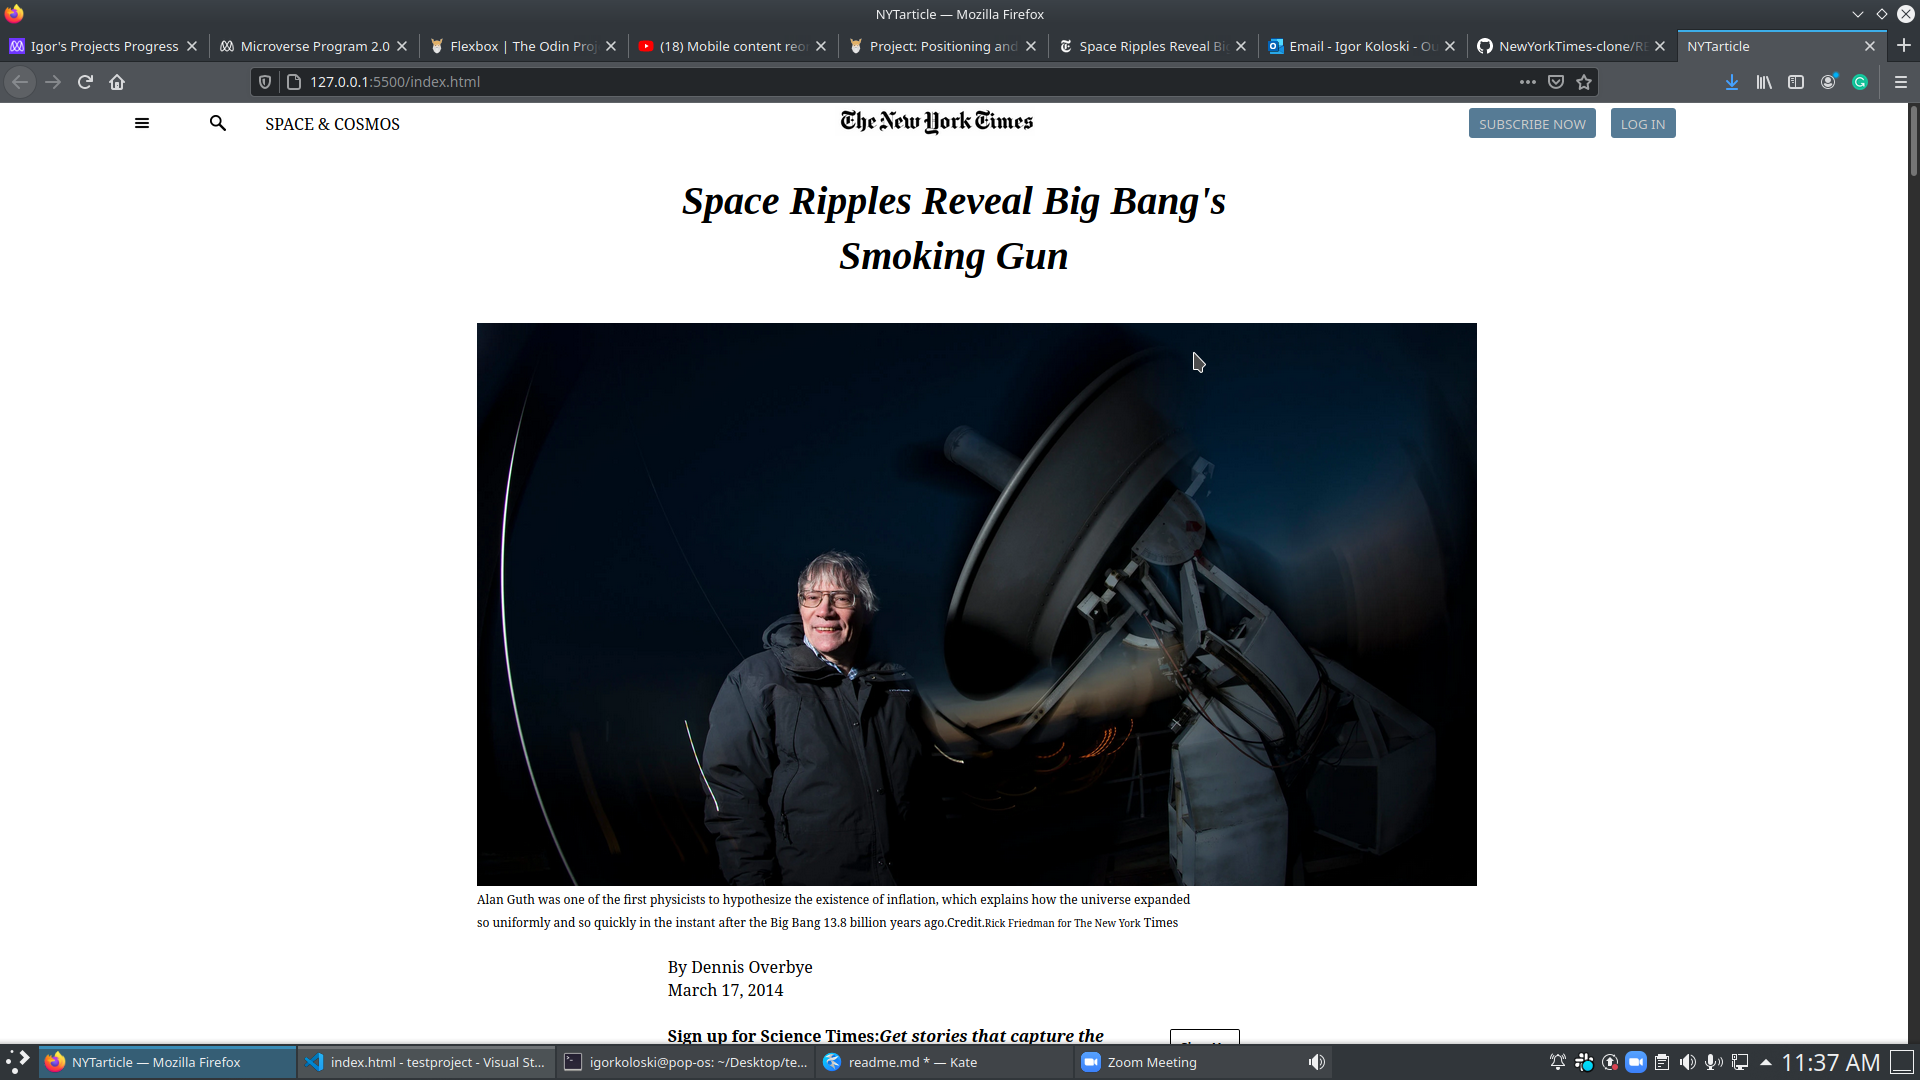 NYTarticle — Mozilla Firefox
Igor's Projects Progress
Microverse Program 2.0
Flexbox | The Odin Proj
(18) Mobile content reor
Project: Positioning and
Space Ripples Reveal Bi
Email - Igor Koloski - Ou
NewYorkTimes-clone/RE
NYTarticle
127.0.0.1:5500/index.html
SPACE & COSMOS
The New York Times
SUBSCRIBE NOW
LOG IN
Space Ripples Reveal Big Bang's
Smoking Gun
Alan Guth was one of the first physicists to hypothesize the existence of inflation, which explains how the universe expanded
so uniformly and so quickly in the instant after the Big Bang 13.8 billion years ago.Credit.Rick Friedman for The New York Times
By Dennis Overbye
March 17, 2014
Sign up for Science Times:Get stories that capture the
NYTarticle — Mozilla Firefox
index.html - testproject - Visual St...
igorkoloski@pop-os: ~/Desktop/te...
readme.md * — Kate
Zoom Meeting
11:37 AM